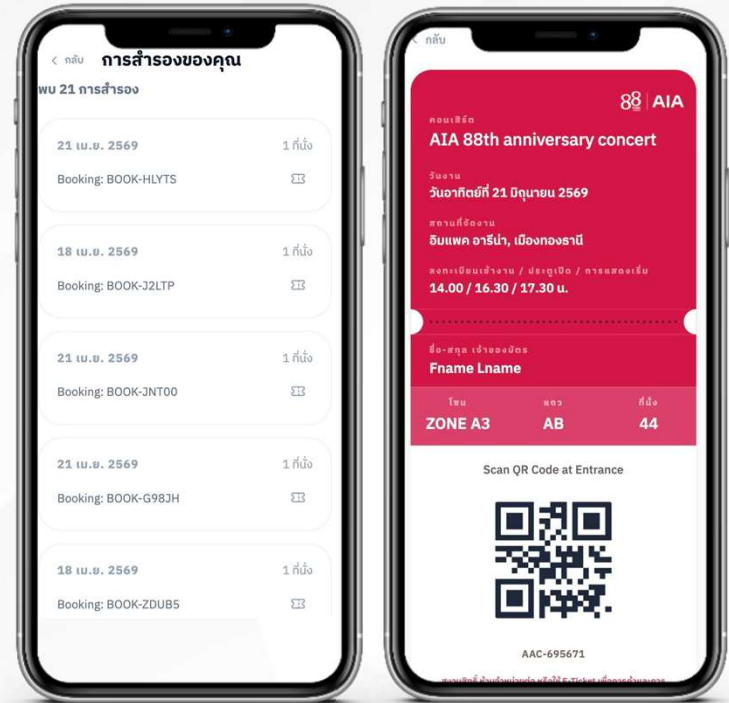 กลับ การสำรองของคุณ
พบ 21 การสำรอง
21 เม.ย. 2569 1 ที่นั่ง
Booking: BOOK-HLYTS
18 เม.ย. 2569 1 ที่นั่ง
Booking: BOOK-J2LTP
21 เม.ย. 2569 1 ที่นั่ง
Booking: BOOK-JNT00
21 เม.ย. 2569 1 ที่นั่ง
Booking: BOOK-G98JH
18 เม.ย. 2569 1 ที่นั่ง
Booking: BOOK-ZDUB5
กลับ
88 AIA
คอนเสิร์ต
AIA 88th anniversary concert
วันงาน
วันอาทิตย์ที่ 21 มิถุนายน 2569
สถานที่จัดงาน
อิมแพค อารีน่า, เมืองทองธานี
ลงทะเบียนเข้างาน / ประตูเปิด / การแสดงเริ่ม
14.00 / 16.30 / 17.30 น.
ชื่อ-สกุล เจ้าของบัตร
Fname Lname
โซน แถว ที่นั่ง
ZONE A3 AB 44
Scan QR Code at Entrance
AAC-695671